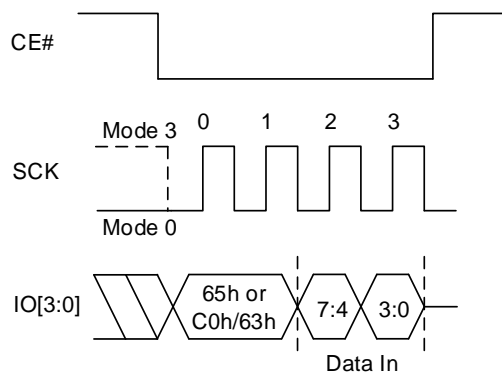 CE#
Mode 3 0 1 2 3
SCK
Mode 0
IO[3:0]
65h or
C0h/63h
7:4 3:0
Data In